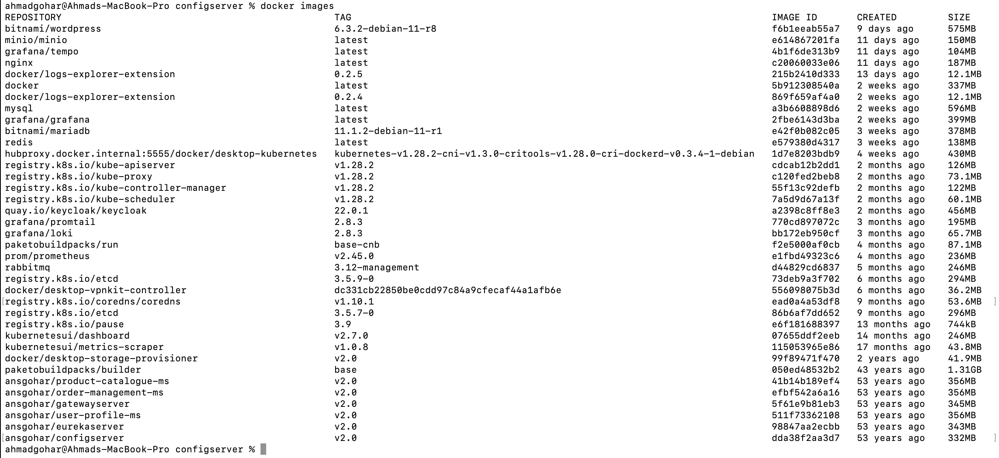 ahmadgohar@Ahmads-MacBook-Pro configserver % docker images
REPOSITORY TAG IMAGE ID CREATED SIZE
bitnami/wordpress 6.3.2-debian-11-r8 f6b1eeab55a7 9 days ago 575MB
minio/minio latest e614867201fa 11 days ago 150MB
grafana/tempo latest 4b1f6de313b9 11 days ago 104MB
nginx latest c20060033e06 11 days ago 187MB
docker/logs-explorer-extension 0.2.5 215b2410d333 13 days ago 12.1MB
docker latest 5b912308540a 2 weeks ago 337MB
docker/logs-explorer-extension 0.2.4 869f659af4a0 2 weeks ago 12.1MB
mysql latest a3b6608898d6 2 weeks ago 596MB
grafana/grafana latest 2fbe6143d3ba 2 weeks ago 399MB
bitnami/mariadb 11.1.2-debian-11-r1 e42f0b082c05 3 weeks ago 378MB
redis latest e579380d4317 3 weeks ago 138MB
hubproxy.docker.internal:5555/docker/desktop-kubernetes kubernetes-v1.28.2-cni-v1.3.0-critools-v1.28.0-cri-dockerd-v0.3.4-1-debian 1d7e8203bdb9 4 weeks ago 430MB
registry.k8s.io/kube-apiserver v1.28.2 cdcab12b2dd1 2 months ago 126MB
registry.k8s.io/kube-proxy v1.28.2 c120fed2beb8 2 months ago 73.1MB
registry.k8s.io/kube-controller-manager v1.28.2 55f13c92defb 2 months ago 122MB
registry.k8s.io/kube-scheduler v1.28.2 7a5d9d67a13f 2 months ago 60.1MB
quay.io/keycloak/keycloak 22.0.1 a2398c8ff8e3 2 months ago 456MB
grafana/promtail 2.8.3 770cd897072c 3 months ago 195MB
grafana/loki 2.8.3 bb172eb950cf 3 months ago 65.7MB
paketobuildpacks/run base-cnb f2e5000af0cb 4 months ago 87.1MB
prom/prometheus v2.45.0 e1fbd49323c6 4 months ago 236MB
rabbitmq 3.12-management d44829cd6837 5 months ago 246MB
registry.k8s.io/etcd 3.5.9-0 73deb9a3f702 6 months ago 294MB
docker/desktop-vpnkit-controller dc331cb22850be0cdd97c84a9cfecaf44a1afb6e 556098075b3d 6 months ago 36.2MB
[registry.k8s.io/coredns/coredns v1.10.1 ead0a4a53df8 9 months ago 53.6MB ]
registry.k8s.io/etcd 3.5.7-0 86b6af7dd652 9 months ago 296MB
registry.k8s.io/pause 3.9 e6f181688397 13 months ago 744kB
kubernetesui/dashboard v2.7.0 07655ddf2eeb 14 months ago 246MB
kubernetesui/metrics-scraper v1.0.8 115053965e86 17 months ago 43.8MB
docker/desktop-storage-provisioner v2.0 99f89471f470 2 years ago 41.9MB
paketobuildpacks/builder base 050ed48532b2 43 years ago 1.31GB
ansgohar/product-catalogue-ms v2.0 41b14b189ef4 53 years ago 356MB
ansgohar/order-management-ms v2.0 efbf542a6a16 53 years ago 356MB
ansgohar/gatewayserver v2.0 5f61e9b81eb3 53 years ago 345MB
ansgohar/user-profile-ms v2.0 511f73362108 53 years ago 356MB
ansgohar/eurekaserver v2.0 98847aa2ecbb 53 years ago 343MB
[ansgohar/configserver v2.0 dda38f2aa3d7 53 years ago 332MB ]
ahmadgohar@Ahmads-MacBook-Pro configserver %